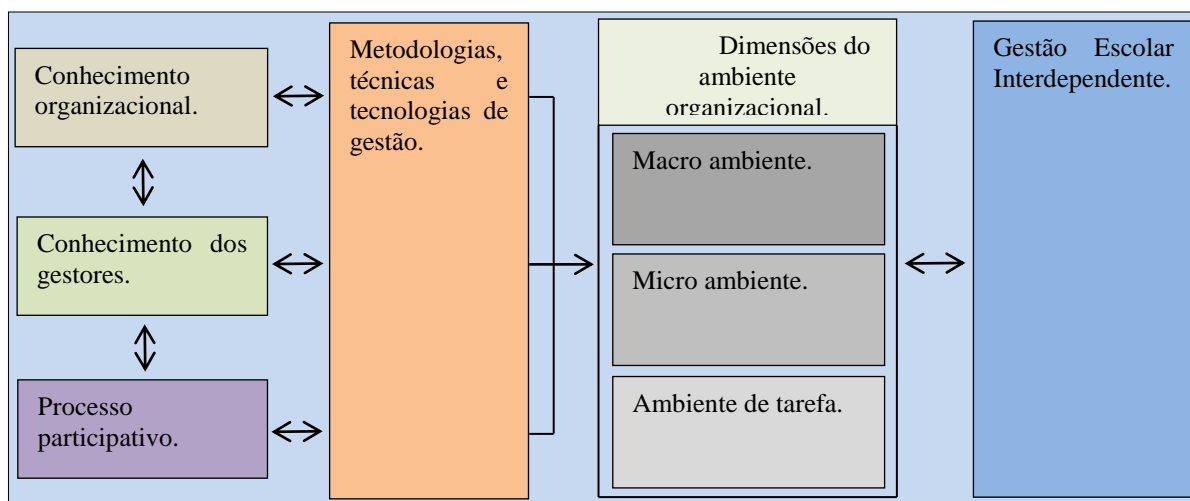 Conhecimento
organizacional.
Conhecimento dos
gestores.
Processo
participativo.
Metodologias,
técnicas e
tecnologias de
gestão.
Dimensões do
ambiente
organizacional.
Macro ambiente.
Micro ambiente.
Ambiente de tarefa.
Gestão Escolar
Interdependente.